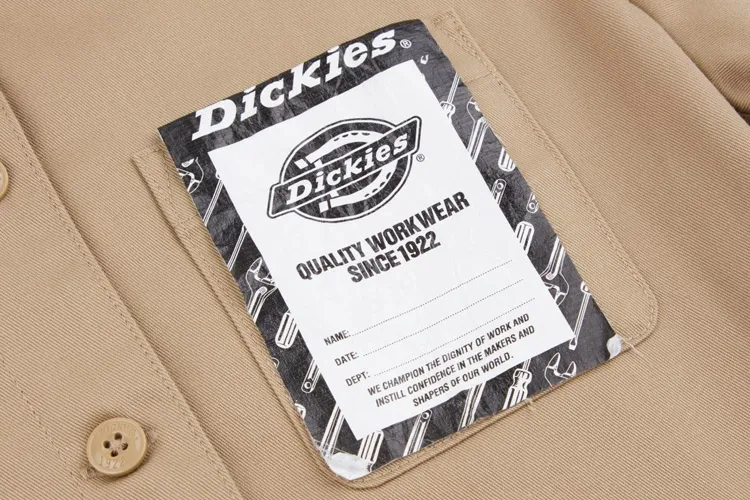 Dickies®
Dickies®
QUALITY WORKWEAR
SINCE 1922
NAME:
DATE:
DEPT:
WE CHAMPION THE DIGNITY OF WORK AND
INSTILL CONFIDENCE IN THE MAKERS AND
SHAPERS OF OUR WORLD.